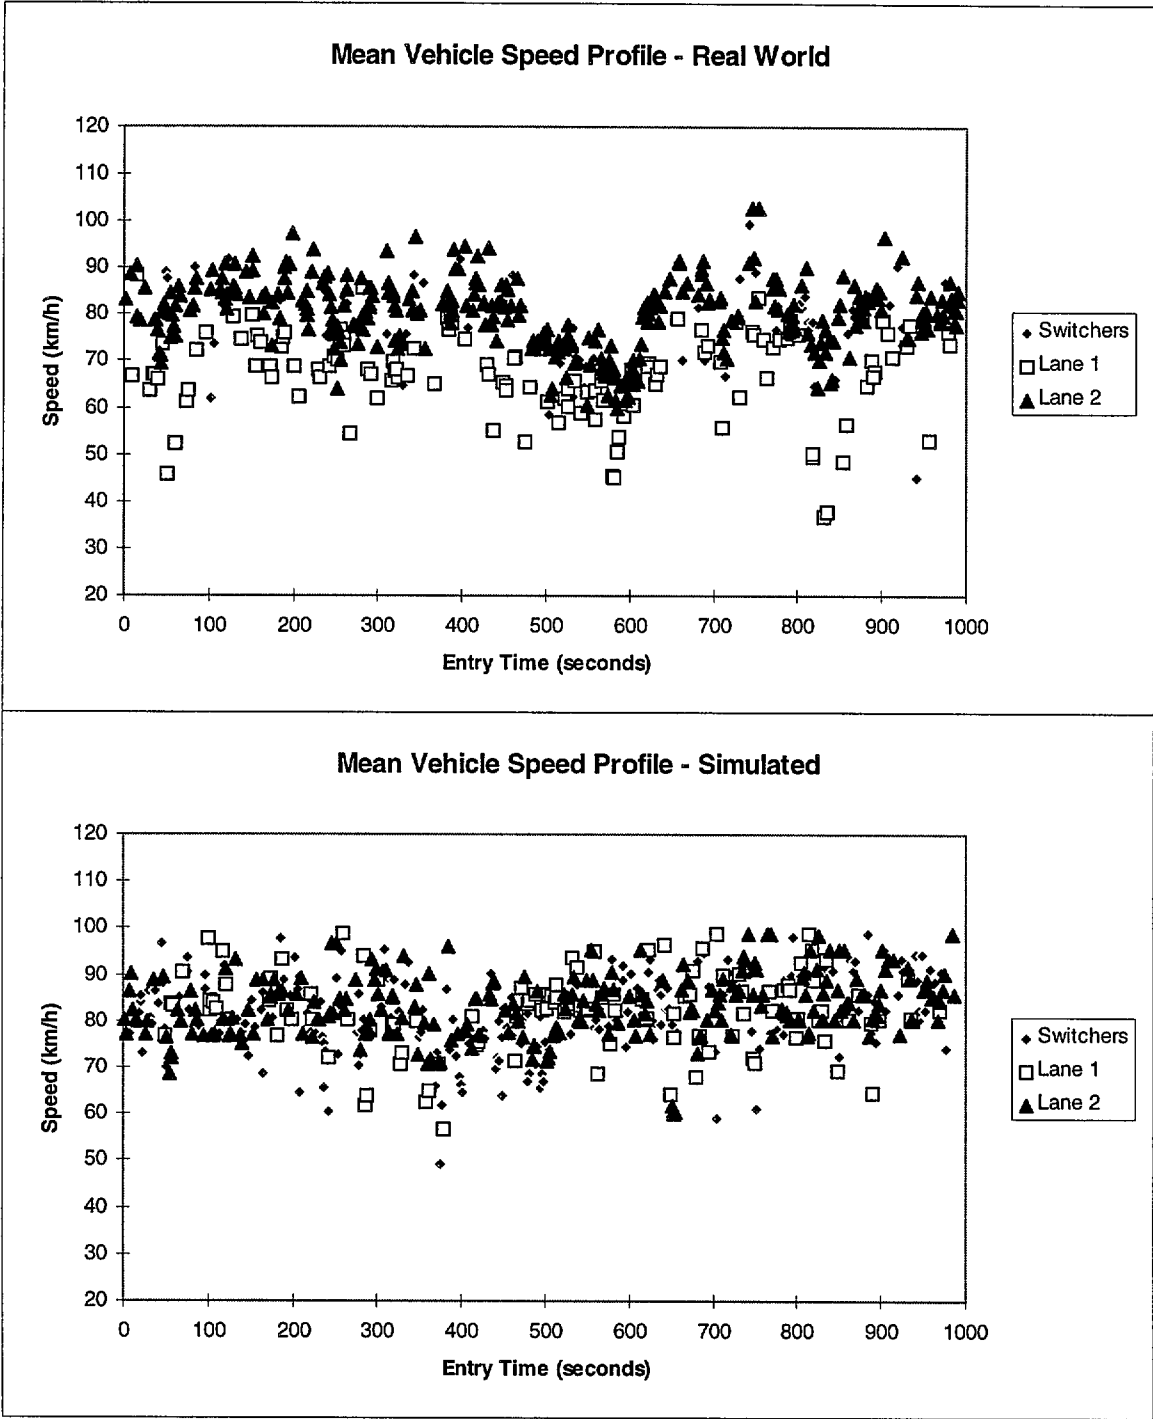 Mean Vehicle Speed Profile - Real World
120
110
100
90
80
70
60
50
40
30
20
Speed (km/h)
0 100 200 300 400 500 600 700 800 900 1000
Entry Time (seconds)
Switchers
Lane 1
Lane 2
Mean Vehicle Speed Profile - Simulated
120
110
100
90
80
70
60
50
40
30
20
Speed (km/h)
0 100 200 300 400 500 600 700 800 900 1000
Entry Time (seconds)
Switchers
Lane 1
Lane 2